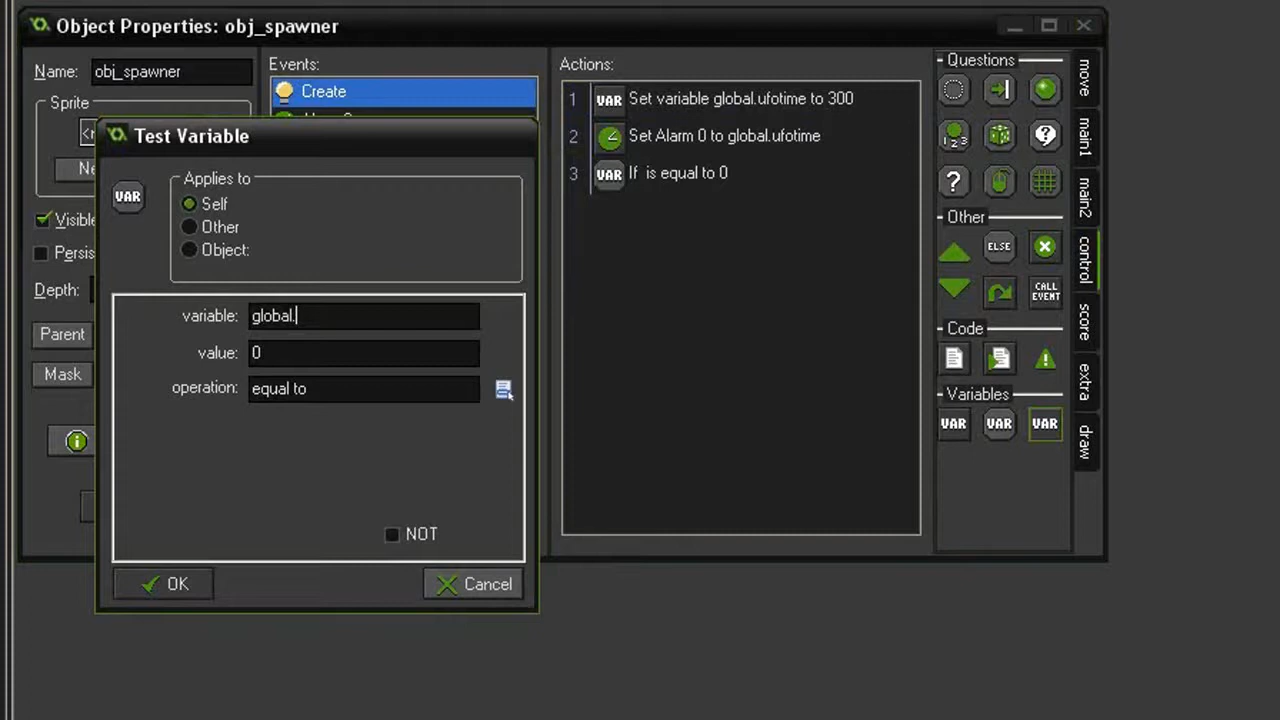 Object Properties: obj_spawner
Name: obj_spawner
Events:
Actions:
Questions
Sprite
Create
1 VAR Set variable global.ufotime to 300
2 Set Alarm 0 to global.ufotime
3 VAR If is equal to 0
Test Variable
VAR
Applies to
Self
Other
Object:
variable: global.
value: 0
operation: equal to
NOT
OK
Cancel
Visible
Persis
Depth:
Parent
Mask
1 2 3
?
?
Other
ELSE
CALL EVENT
Code
Variables
VAR VAR VAR
move
main1
main2
control
score
extra
draw